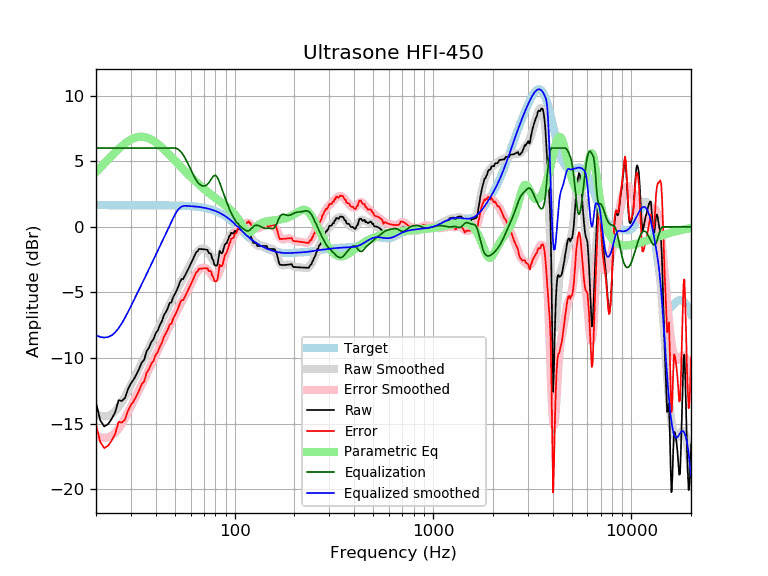 Ultrasone HFI-450
Amplitude (dBr)
10
5
0
−5
−10
−15
−20
Target
Raw Smoothed
Error Smoothed
Raw
Error
Parametric Eq
Equalization
Equalized smoothed
100
1000
10000
Frequency (Hz)